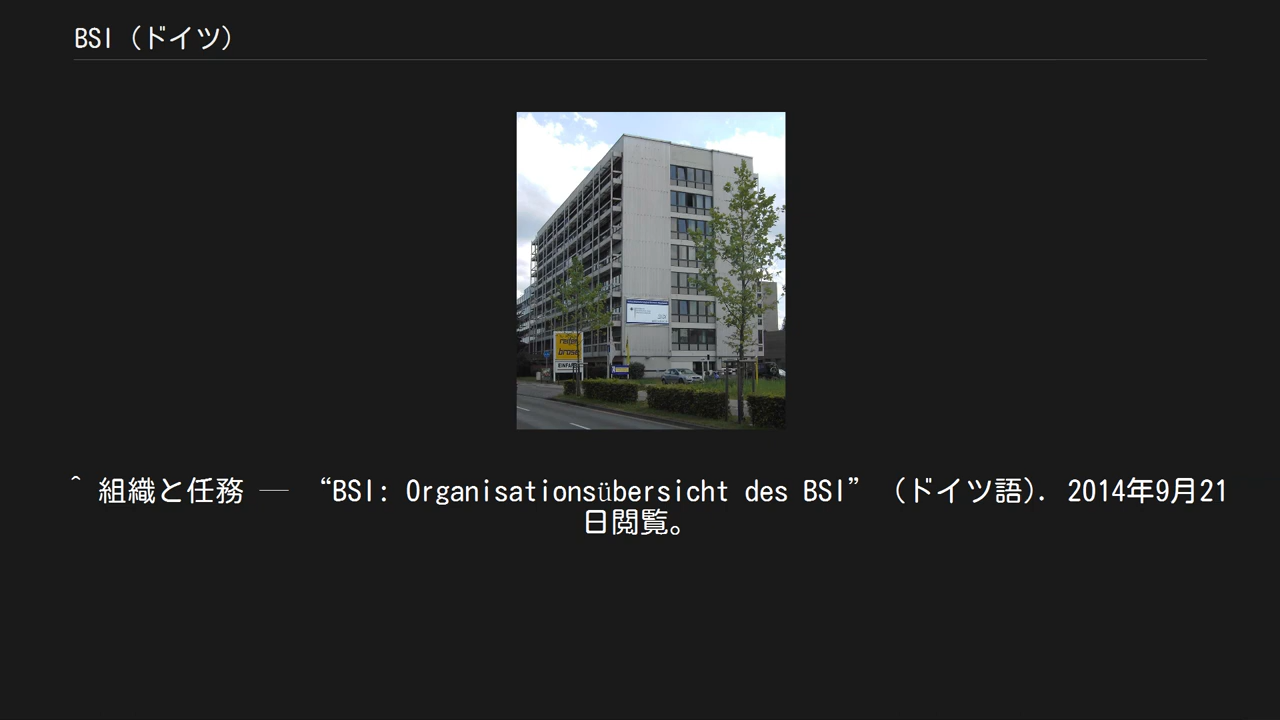 BSI (ドイツ)
^ 組織と任務 ― “BSI: Organisationsübersicht des BSI” (ドイツ語). 2014年9月21
日閲覧。